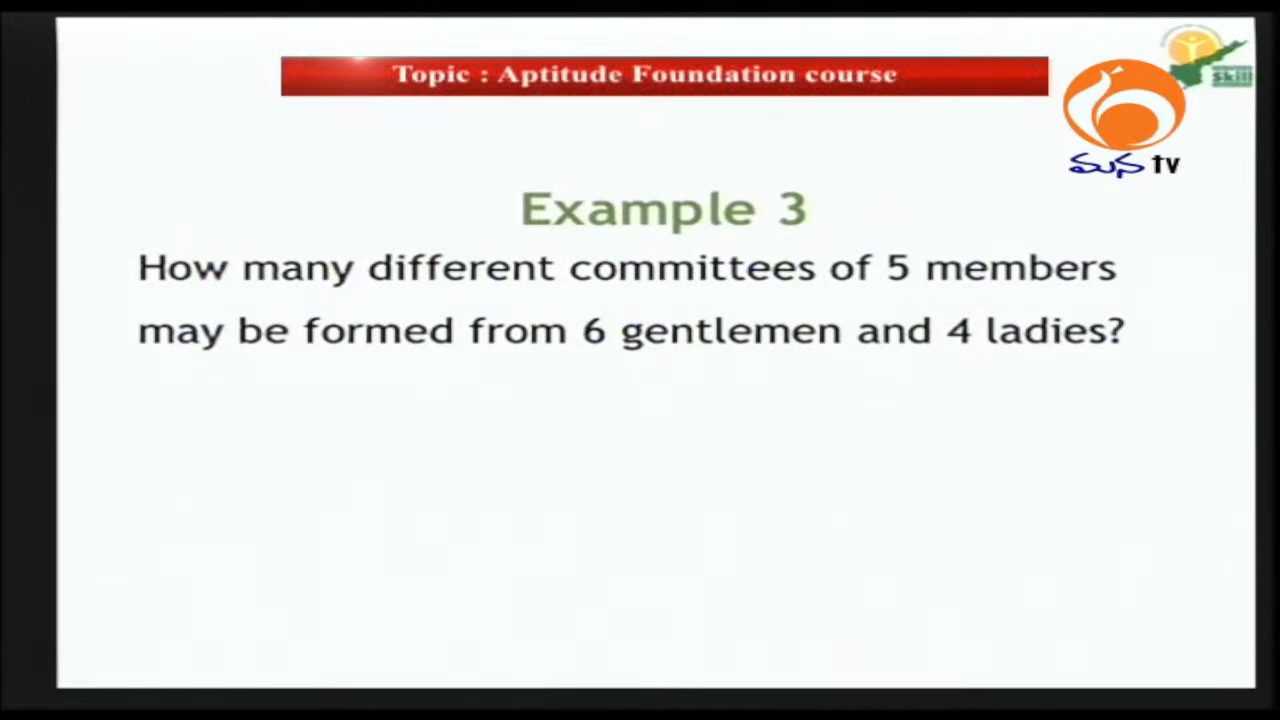 Topic : Aptitude Foundation course
Skill
మన tv
Example 3
How many different committees of 5 members
may be formed from 6 gentlemen and 4 ladies?